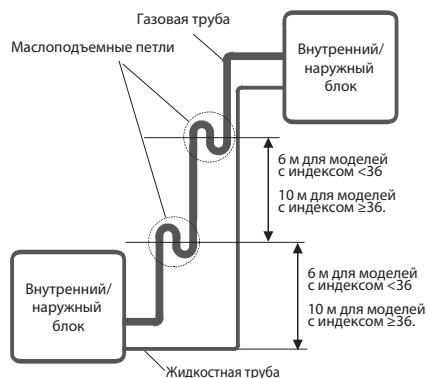 Газовая труба
Маслоподъемные петли
Внутренний/
наружный
блок
6 м для моделей
с индексом <36
10 м для моделей
с индексом ≥36.
Внутренний/
наружный
блок
6 м для моделей
с индексом <36
10 м для моделей
с индексом ≥36.
Жидкостная труба